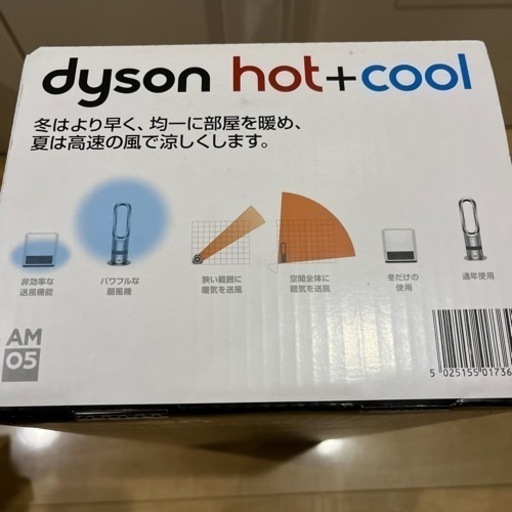 dyson hot+cool
冬はより早く、均一に部屋を暖め、
夏は高速の風で涼しくします。
非効率な
送風機能
パワフルな
扇風機
狭い範囲に
暖気を送風
空間全体に
暖気を送風
冬だけの
使用
通年使用
AM
05
5 025155 01736